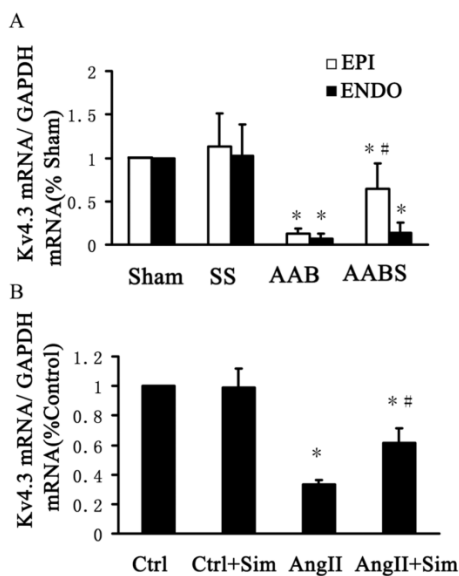 A
Kv4.3 mRNA/ GAPDH
mRNA(% Sham)
2
1.5
1
0.5
0
EPI
ENDO
* *
* #
*
Sham SS AAB AABS
B
Kv4.3 mRNA/ GAPDH
mRNA(%Control)
1.2
1
0.8
0.6
0.4
0.2
0
*
* #
Ctrl Ctrl+Sim AngII AngII+Sim